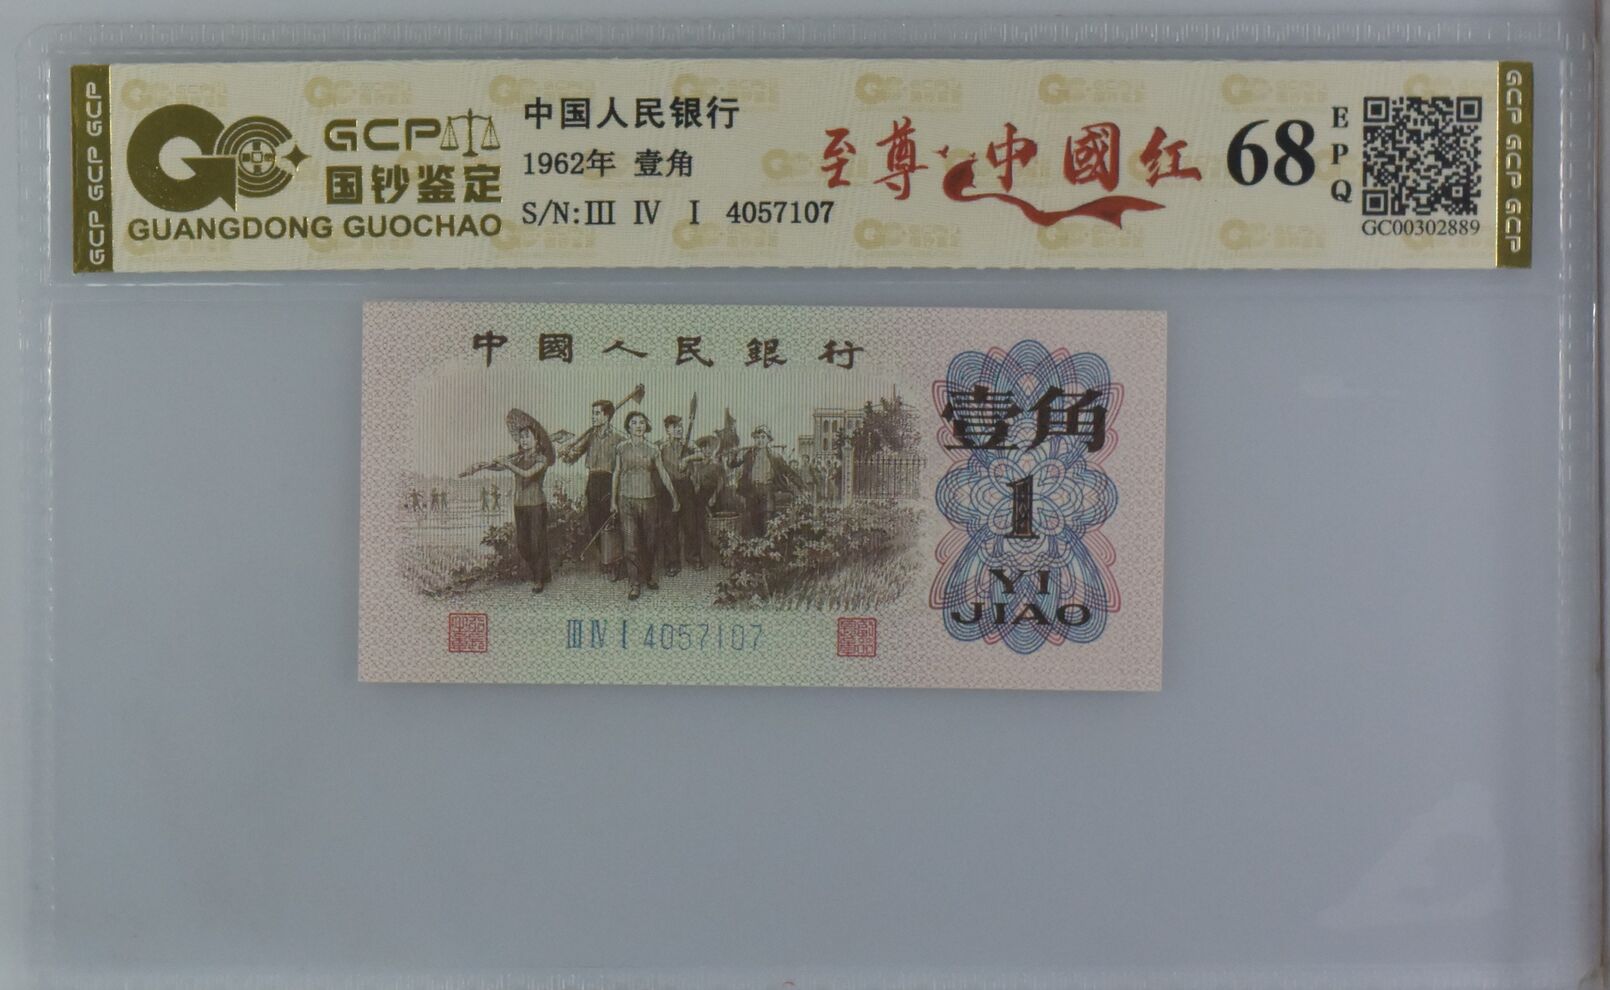 GCP GCP GCP
GCP
国钞鉴定
GUANGDONG GUOCHAO
中国人民银行
1962年 壹角
S/N:III IV I 4057107
至尊·中國红
68
EPQ
GC00302889
GCP GCP GCP
中國人民銀行
壹角
1
YI
JIAO
III IV I 4057107